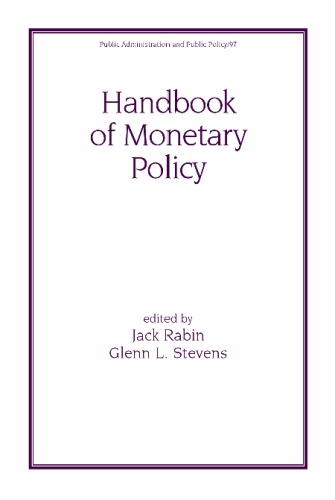 Public Administration and Public Policy/97
Handbook
of Monetary
Policy
edited by
Jack Rabin
Glenn L. Stevens